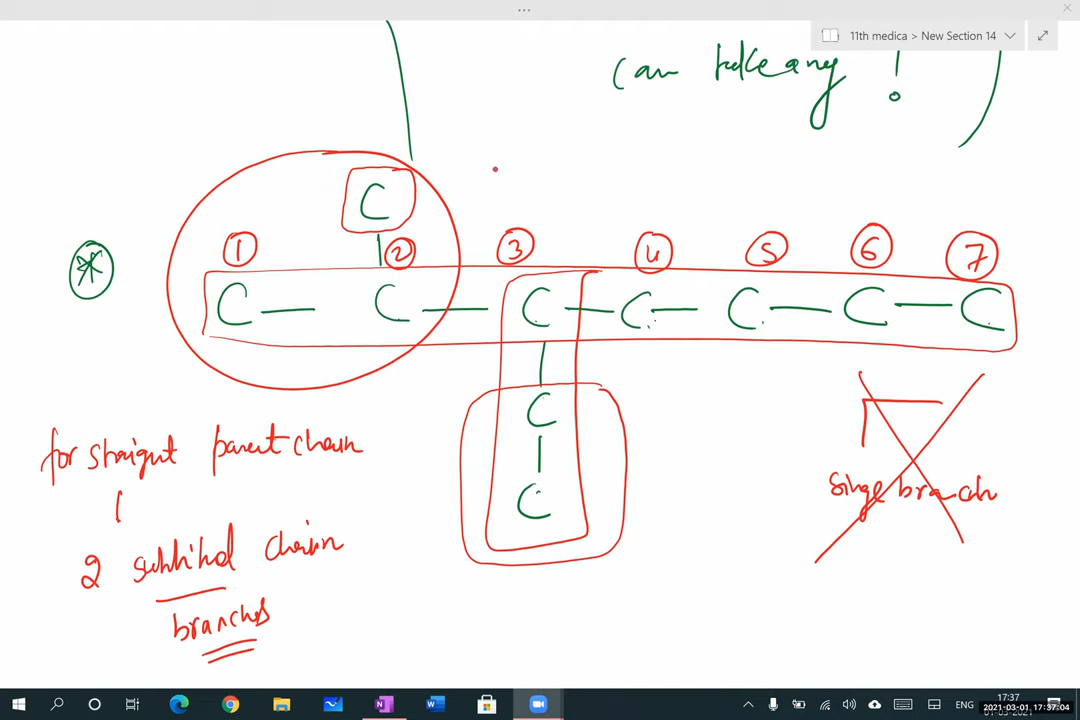 11th medica > New Section 14
can take any !
C
1 2 3 4 5 6 7
C — C — C — C — C — C — C
C
C
for straight parent chain
2 chain
branches
single branch
ENG
17:37
2021-03-01 17:37:04